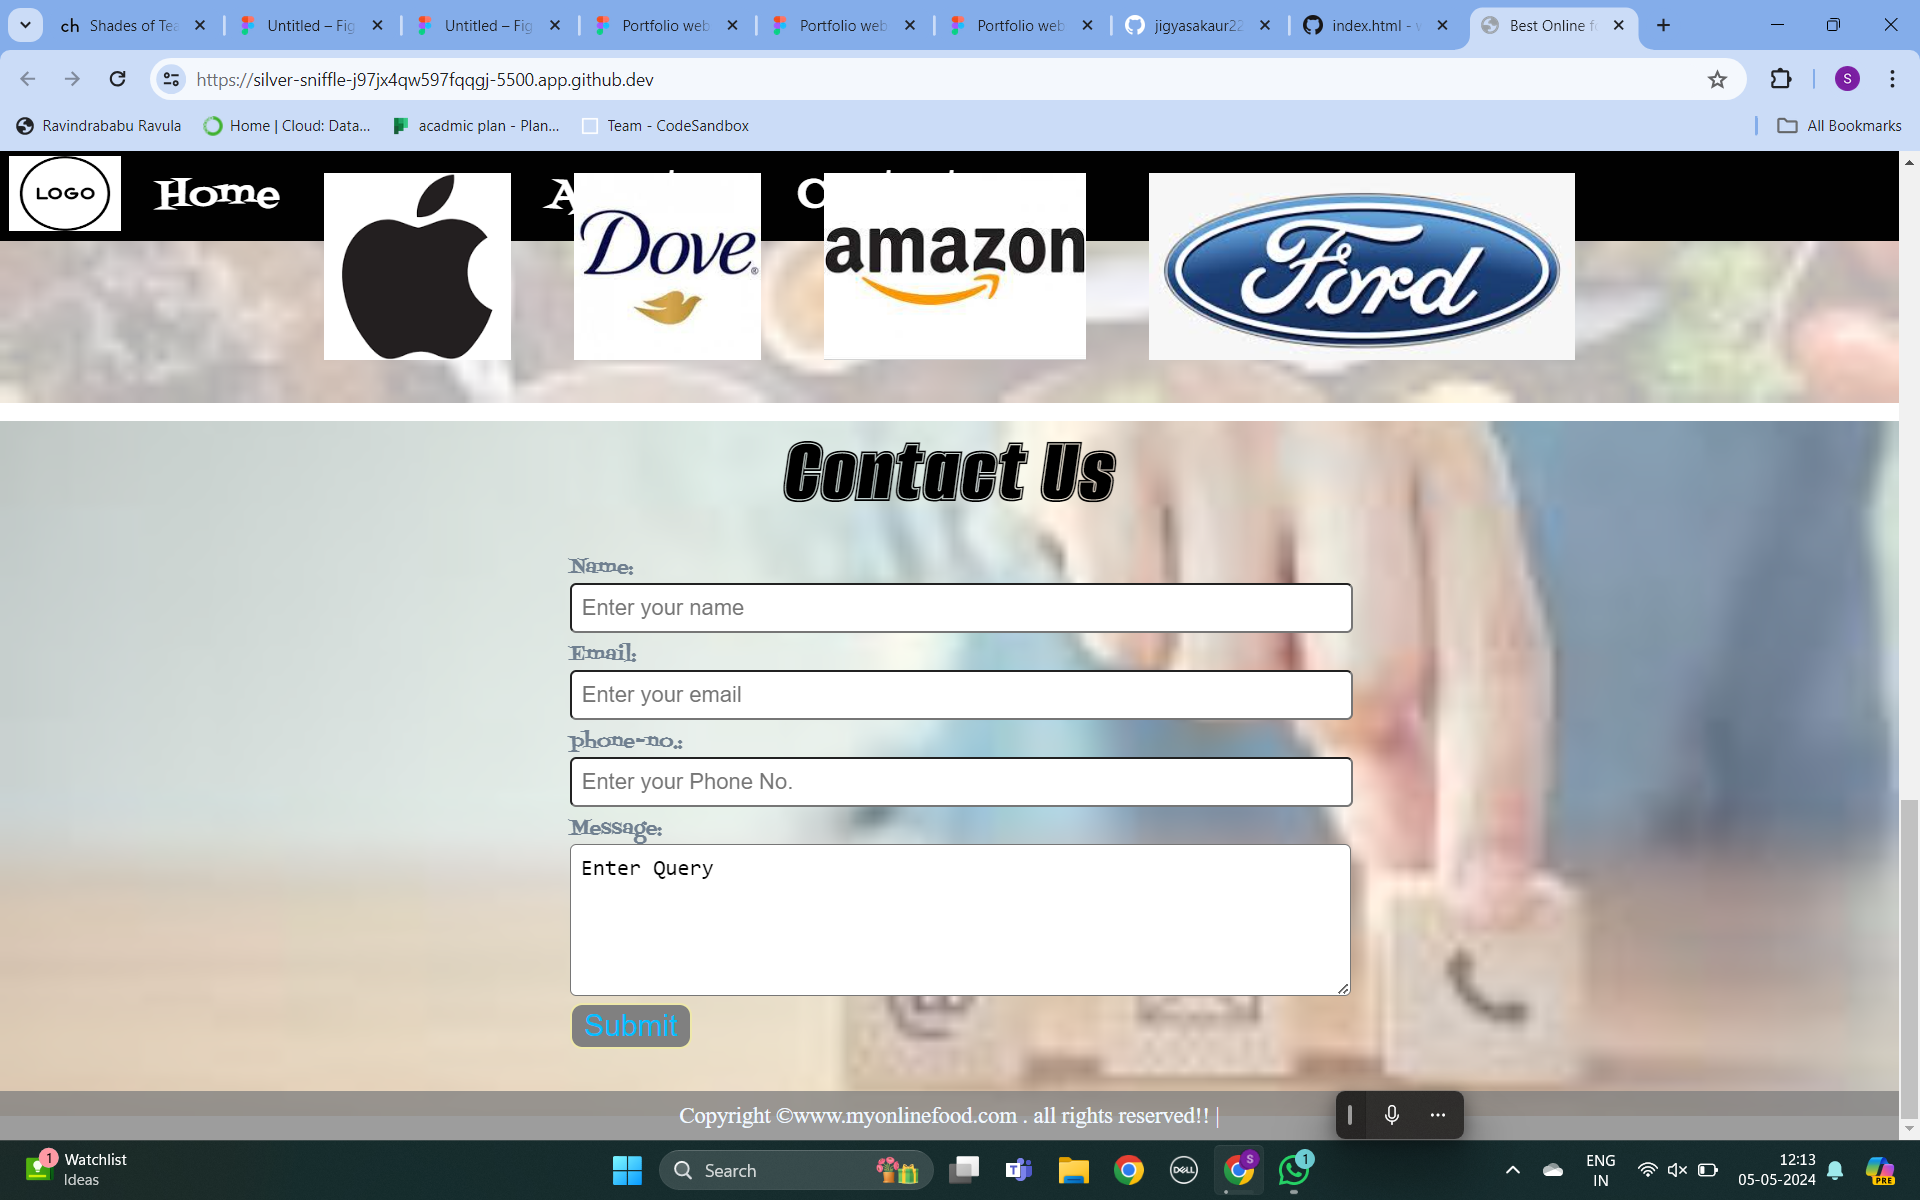 ch Shades of Tea
Untitled – Fig
Untitled – Fig
Portfolio web
Portfolio web
Portfolio web
jigyasakaur22
index.html - w
Best Online fo
https://silver-sniffle-j97jx4qw597fqqgj-5500.app.github.dev
S
Ravindrababu Ravula
Home | Cloud: Data...
acadmic plan - Plan...
Team - CodeSandbox
All Bookmarks
LOGO
Home
Dove
amazon
Ford
Contact Us
Name:
Enter your name
Email:
Enter your email
phone-no.:
Enter your Phone No.
Message:
Enter Query
Submit
Copyright ©www.myonlinefood.com . all rights reserved!! |
1
Watchlist
Ideas
Search
DELL
S
1
ENG
IN
12:13
05-05-2024
PRE